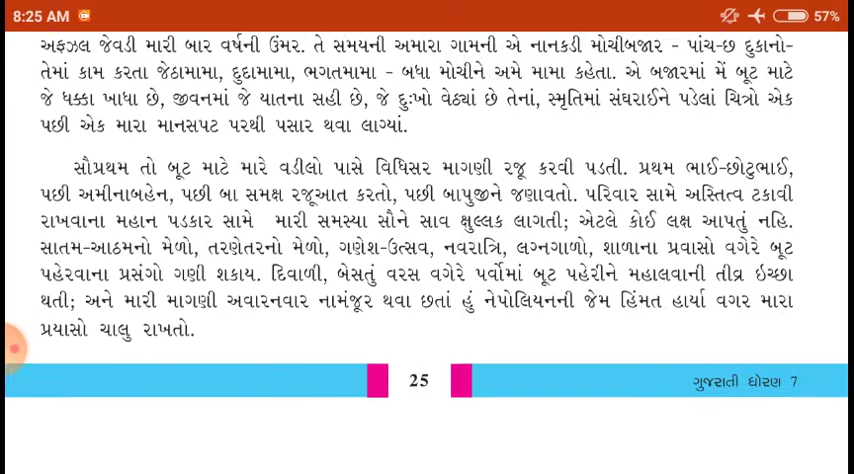 8:25 AM
57%
અફઝલ જેવડી મારી બાર વર્ષની ઉંમર. તે સમયની અમારા ગામની એ નાનકડી મોચીબજાર - પાંચ-છ દુકાનો-
તેમાં કામ કરતા જેઠામામા, દુદામામા, ભગતમામા - બધા મોચીને અમે મામા કહેતા. એ બજારમાં મેં બૂટ માટે
જે ધક્કા ખાધા છે, જીવનમાં જે યાતના સહી છે, જે દુઃખો વેઠ્યાં છે તેનાં, સ્મૃતિમાં સંઘરાઈને પડેલાં ચિત્રો એક
પછી એક મારા માનસપટ પરથી પસાર થવા લાગ્યાં.
સૌપ્રથમ તો બૂટ માટે મારે વડીલો પાસે વિધિસર માગણી રજૂ કરવી પડતી. પ્રથમ ભાઈ-છોટુભાઈ,
પછી અમીનાબહેન, પછી બા સમક્ષ રજૂઆત કરતો, પછી બાપુજીને જણાવતો. પરિવાર સામે અસ્તિત્વ ટકાવી
રાખવાના મહાન પડકાર સામે મારી સમસ્યા સૌને સાવ ક્ષુલ્લક લાગતી; એટલે કોઈ લક્ષ આપતું નહિ.
સાતમ-આઠમનો મેળો, તરણેતરનો મેળો, ગણેશ-ઉત્સવ, નવરાત્રિ, લગ્નગાળો, શાળાના પ્રવાસો વગેરે બૂટ
પહેરવાના પ્રસંગો ગણી શકાય. દિવાળી, બેસતું વરસ વગેરે પર્વોમાં બૂટ પહેરીને મહાલવાની તીવ્ર ઇચ્છા
થતી; અને મારી માગણી અવારનવાર નામંજૂર થવા છતાં હું નેપોલિયનની જેમ હિંમત હાર્યા વગર મારા
પ્રયાસો ચાલુ રાખતો.
25
ગુજરાતી ધોરણ 7